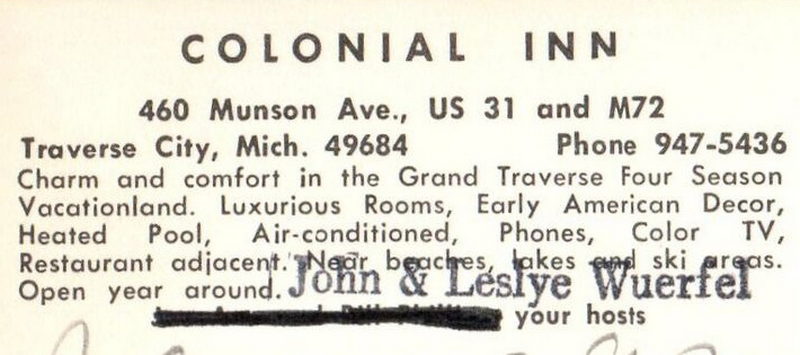 COLONIAL INN
460 Munson Ave., US 31 and M72
Traverse City, Mich. 49684 Phone 947-5436
Charm and comfort in the Grand Traverse Four Season
Vacationland. Luxurious Rooms, Early American Decor,
Heated Pool, Air-conditioned, Phones, Color TV,
Restaurant adjacent. Near beaches, lakes and ski areas.
Open year around. John & Leslye Wuerfel
your hosts